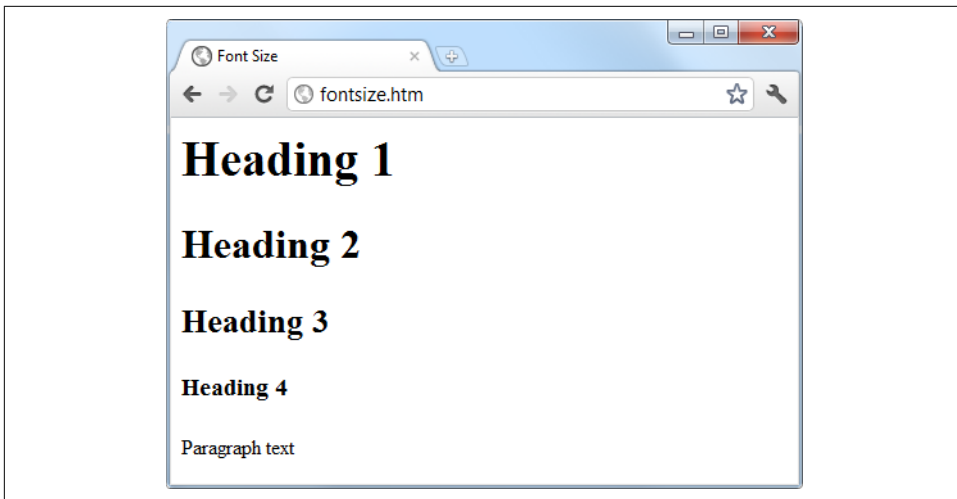 Font Size
fontsize.htm
Heading 1
Heading 2
Heading 3
Heading 4
Paragraph text